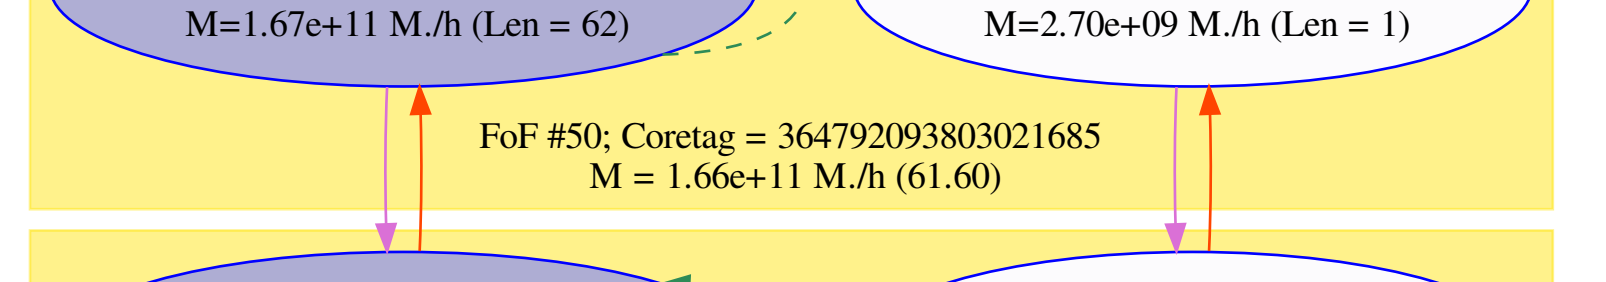 M=1.67e+11 M./h (Len = 62)
M=2.70e+09 M./h (Len = 1)
FoF #50; Coretag = 364792093803021685
M = 1.66e+11 M./h (61.60)